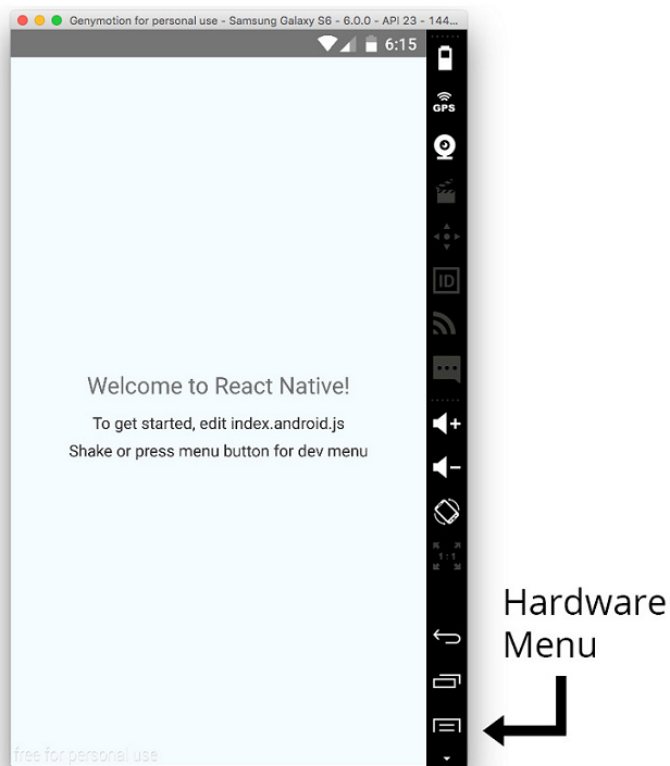 Genymotion for personal use - Samsung Galaxy S6 - 6.0.0 - API 23 - 144...
6:15
GPS
ID
Welcome to React Native!
To get started, edit index.android.js
Shake or press menu button for dev menu
1:1
Hardware
Menu
free for personal use